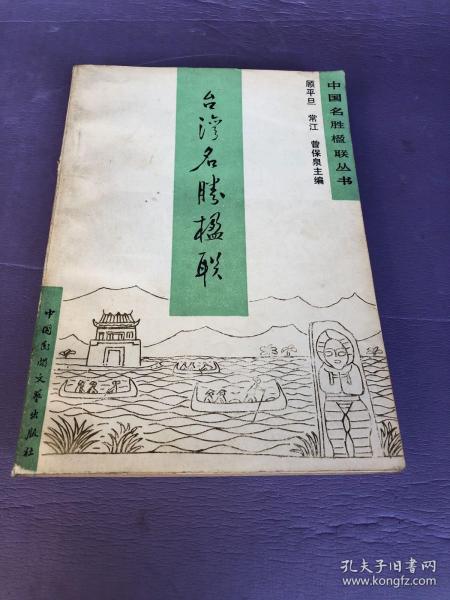 中国名胜楹联丛书
顾平旦 常江 曾保泉主编
台湾名勝楹联
中国民间文艺出版社
孔夫子旧书网
www.kongfz.com